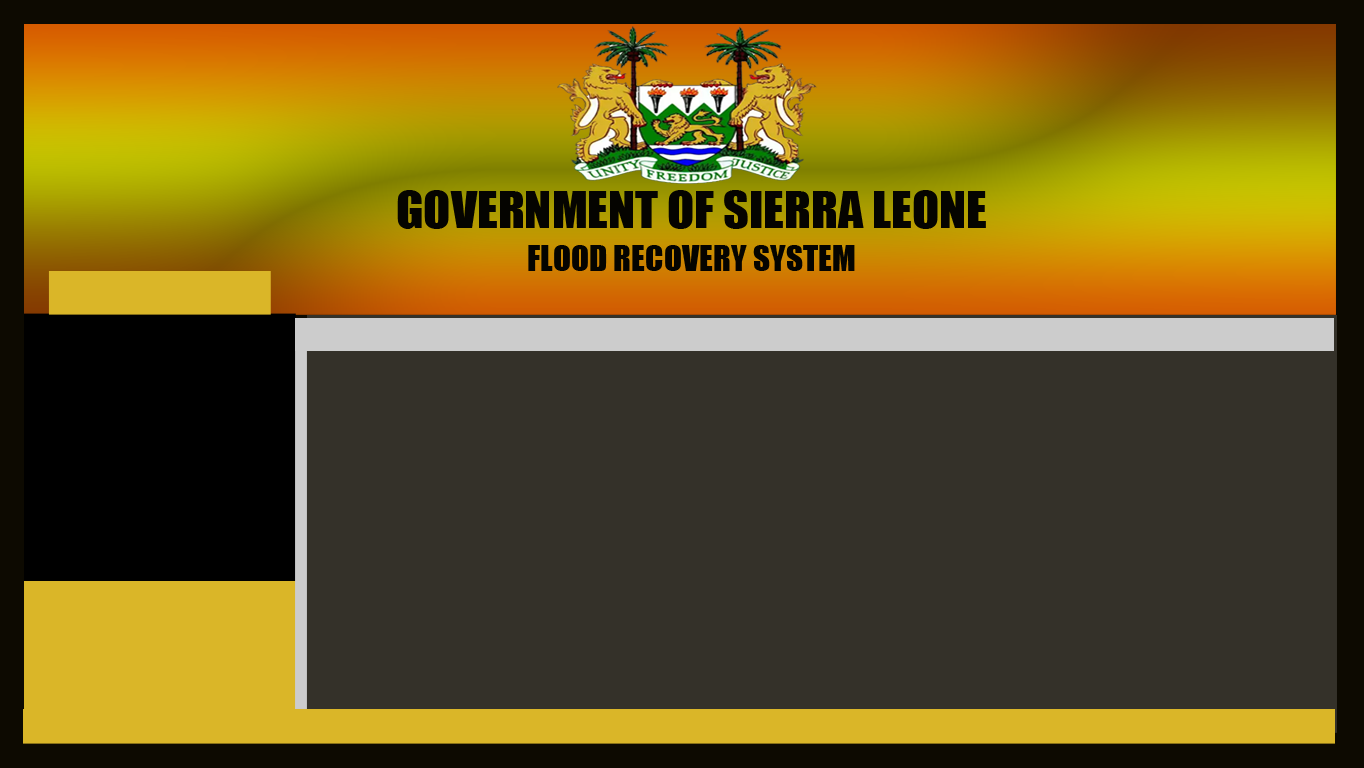 UNITY FREEDOM JUSTICE
GOVERNMENT OF SIERRA LEONE
FLOOD RECOVERY SYSTEM